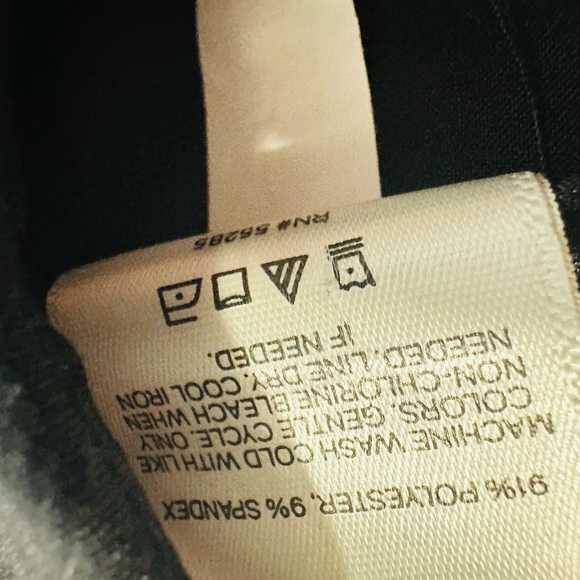 91% POLYESTER, 9% SPANDEX
MACHINE WASH COLD WITH LIKE
COLORS. GENTLE CYCLE. ONLY
NON-CHLORINE BLEACH WHEN
NEEDED. LINE DRY. COOL IRON
IF NEEDED.
RN# 55285